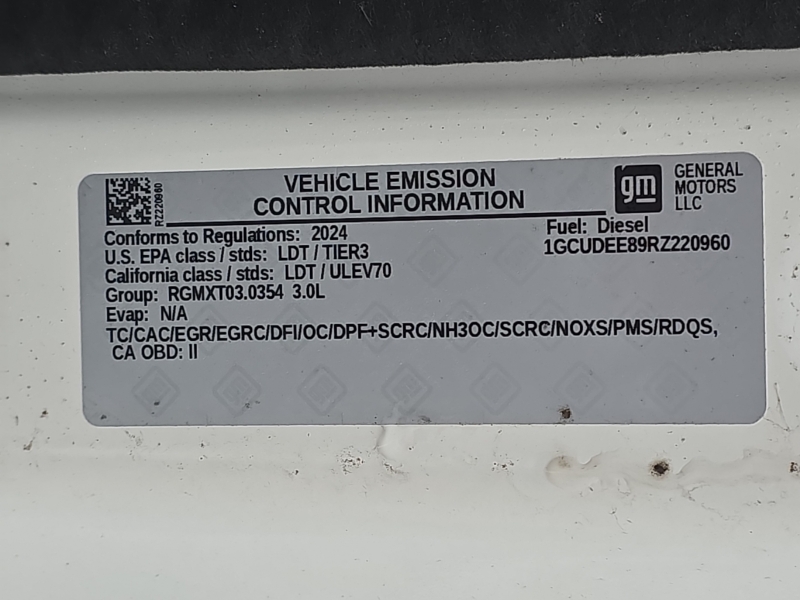 RZ220960
VEHICLE EMISSION
CONTROL INFORMATION
gm
GENERAL
MOTORS
LLC
Conforms to Regulations: 2024
Fuel: Diesel
U.S. EPA class / stds: LDT / TIER3
1GCUDEE89RZ220960
California class / stds: LDT / ULEV70
Group: RGMXT03.0354 3.0L
Evap: N/A
TC/CAC/EGR/EGRC/DFI/OC/DPF+SCRC/NH3OC/SCRC/NOXS/PMS/RDQS,
CA OBD: II